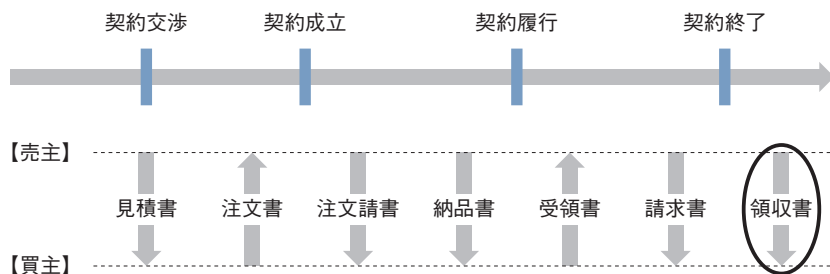 契約交渉 契約成立 契約履行 契約終了
【売主】
見積書 注文書 注文請書 納品書 受領書 請求書 領収書
【買主】